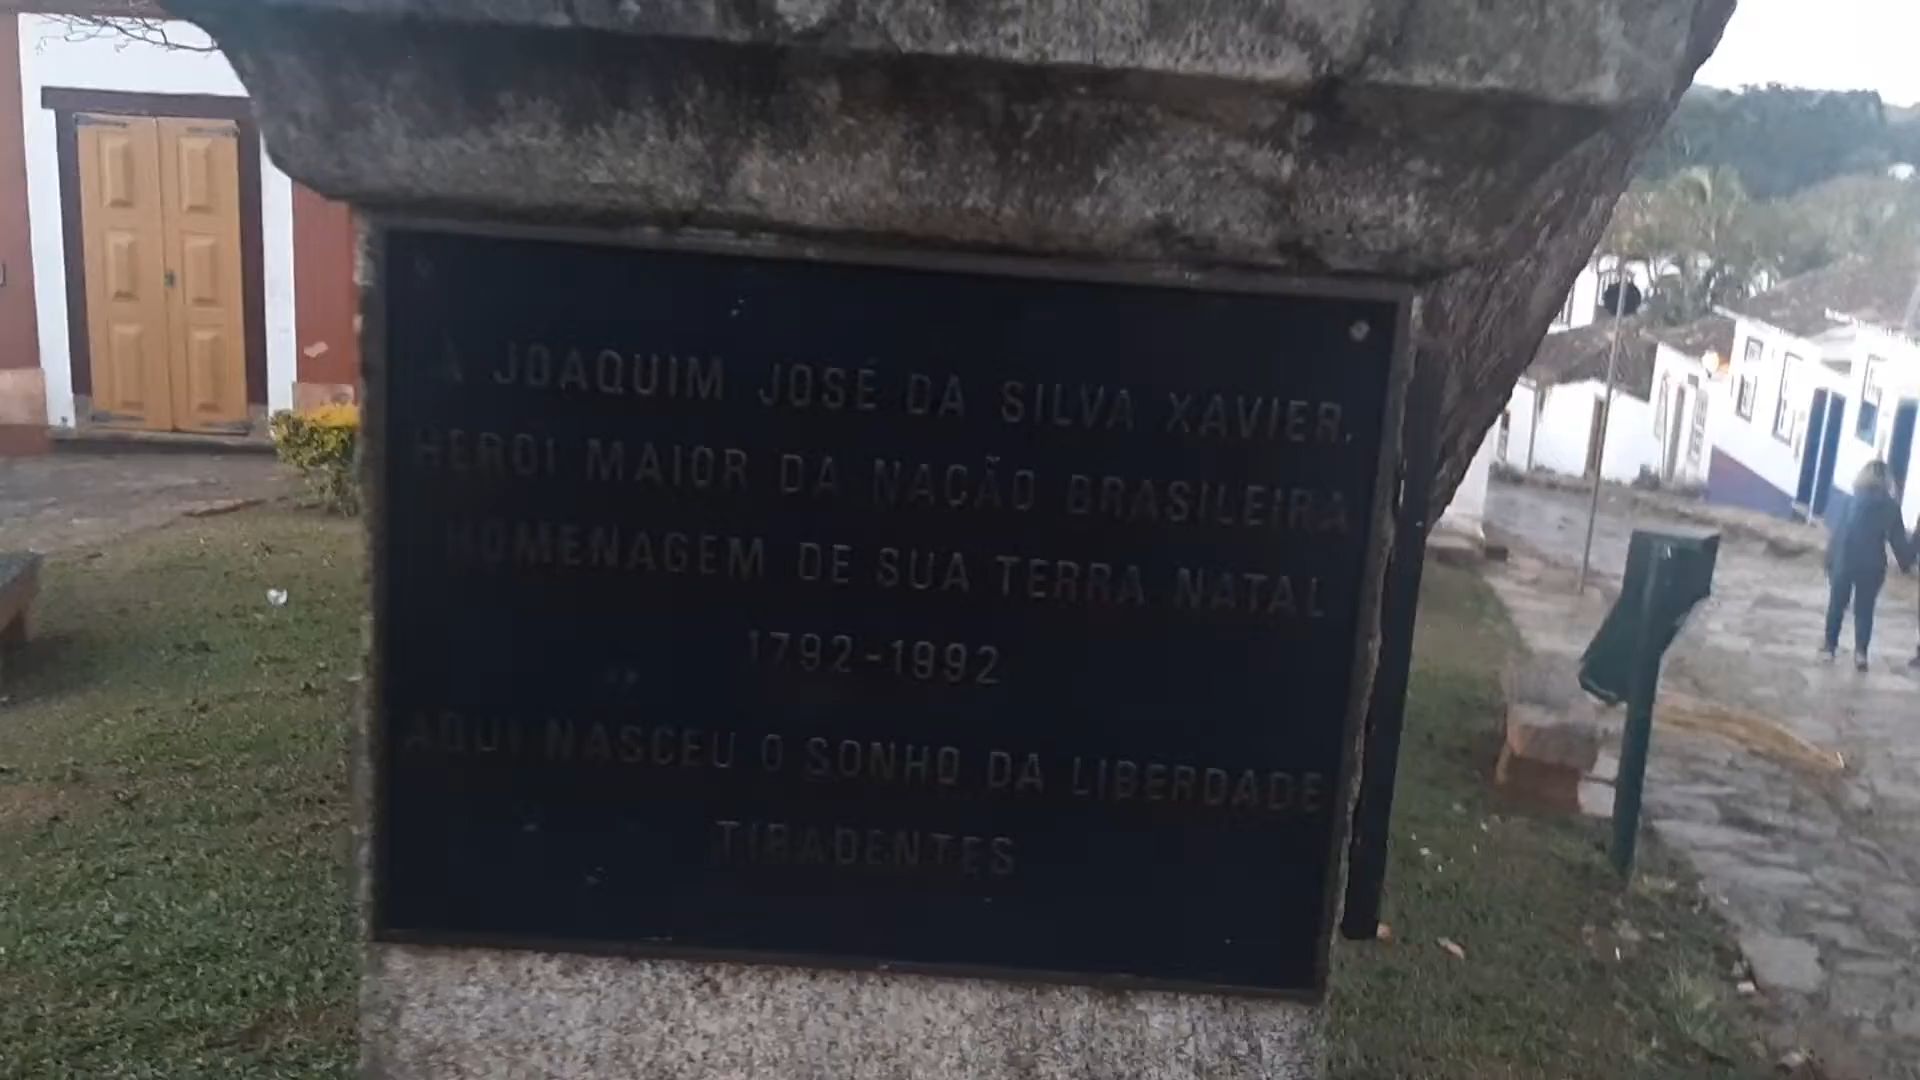 A JOAQUIM JOSÉ DA SILVA XAVIER.
HEROI MAIOR DA NAÇÃO BRASILEIRA
HOMENAGEM DE SUA TERRA NATAL
1792-1992
AQUI NASCEU O SONHO DA LIBERDADE
TIRADENTES